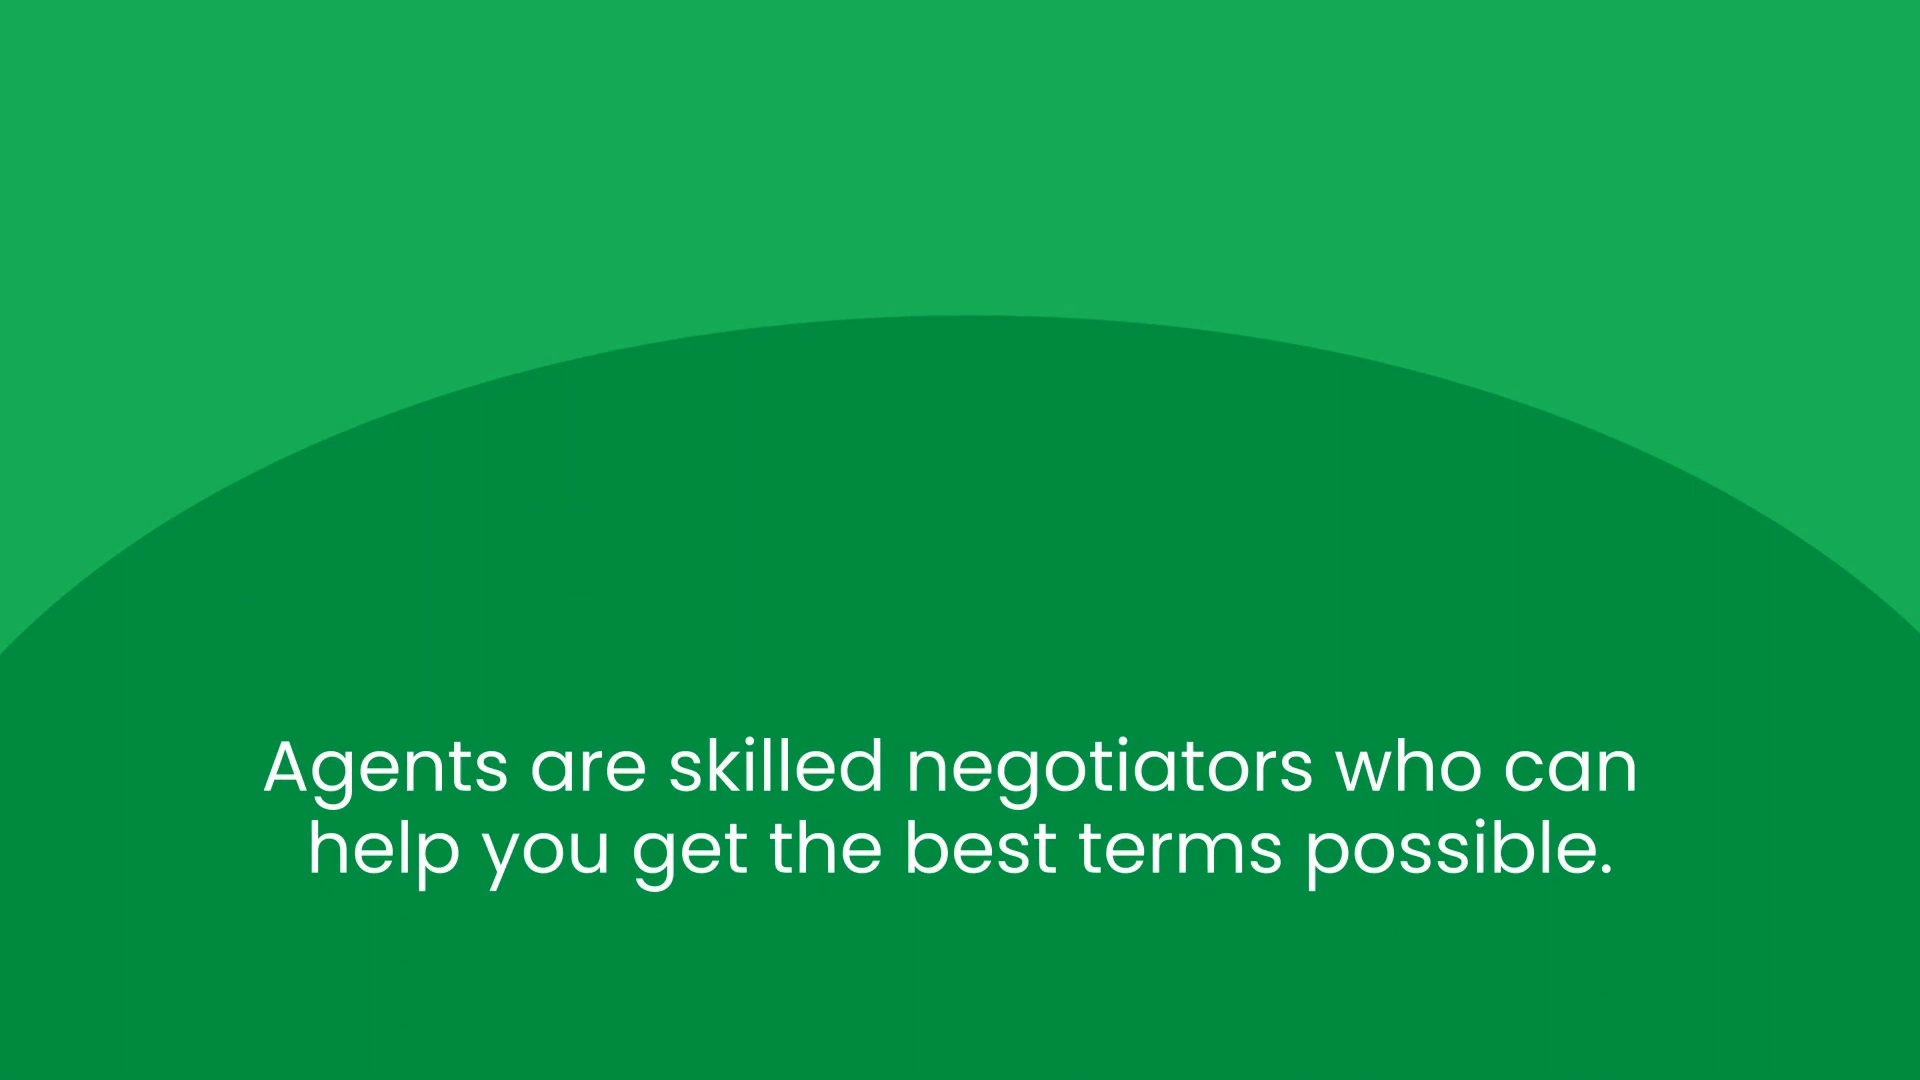 Agents are skilled negotiators who can
help you get the best terms possible.